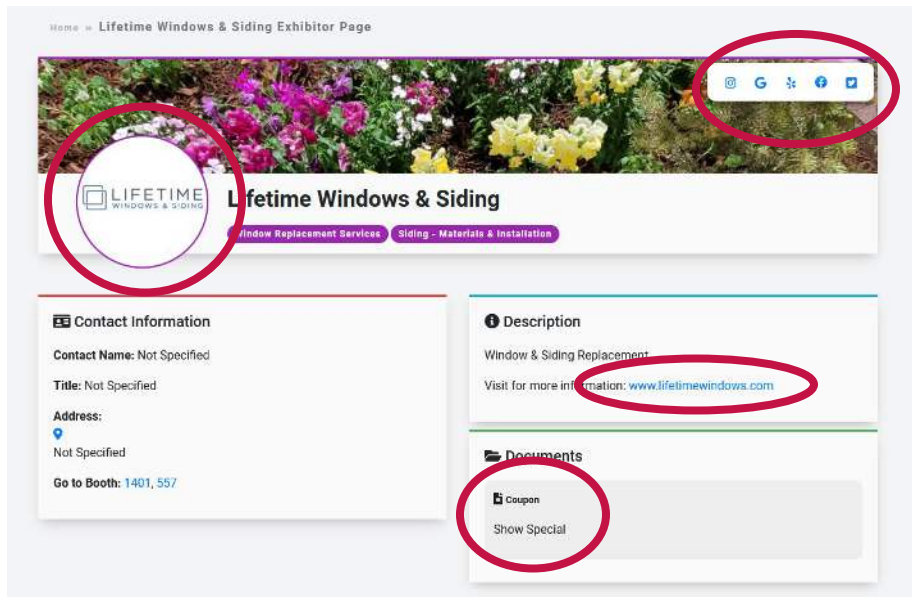 Home » Lifetime Windows & Siding Exhibitor Page
LIFETIME
WINDOWS & SIDING
Lifetime Windows & Siding
Window Replacement Services
Siding - Materials & Installation
Contact Information
Contact Name: Not Specified
Title: Not Specified
Address:
Not Specified
Go to Booth: 1401, 557
Description
Window & Siding Replacement
Visit for more information: www.lifetimewindows.com
Documents
Coupon
Show Special